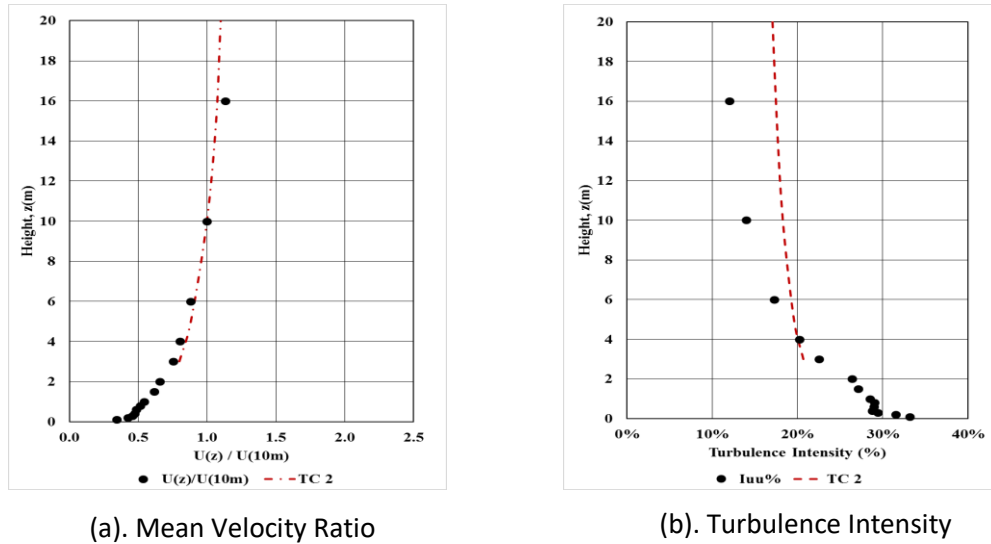 20
18
16
14
12
10
8
6
4
2
0
Height, z(m)
0.0 0.5 1.0 1.5 2.0 2.5
U(z) / U(10m)
U(z)/U(10m) TC 2
(a). Mean Velocity Ratio
20
18
16
14
12
10
8
6
4
2
0
Height, z(m)
0% 10% 20% 30% 40%
Turbulence Intensity (%)
Iuu% TC 2
(b). Turbulence Intensity